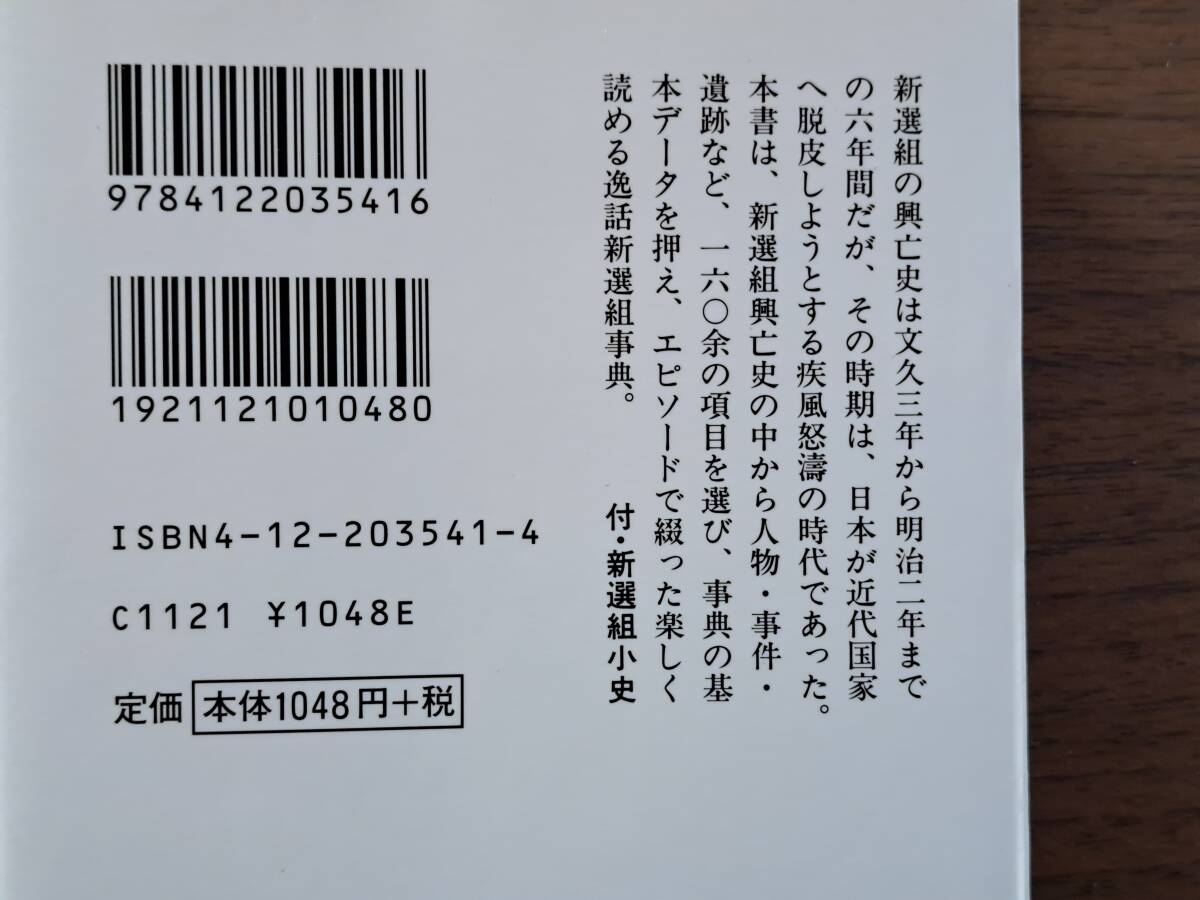 新選組の興亡史は文久三年から明治二年まで
の六年間だが、その時期は、日本が近代国家
へ脱皮しようとする疾風怒濤の時代であった。
本書は、新選組興亡史の中から人物・事件・
遺跡など、一六〇余の項目を選び、事典の基
本データを押え、エピソードで綴った楽しく
読める逸話新選組事典。 付・新選組小史
9784122035416
1921121010480
ISBN4-12-203541-4
C1121 ¥1048E
定価 本体1048円+税